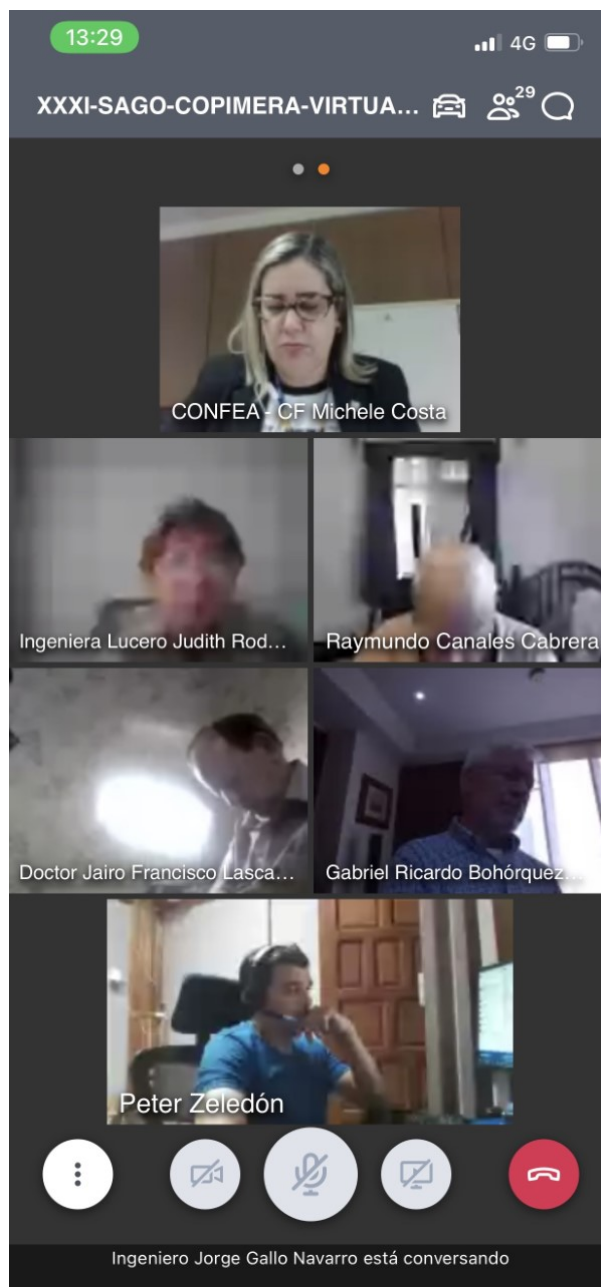 13:29
4G
XXXI-SAGO-COPIMERA-VIRTUA...
29
CONFEA - CF Michele Costa
Ingeniera Lucero Judith Rod...
Raymundo Canales Cabrera
Doctor Jairo Francisco Lasca...
Gabriel Ricardo Bohórquez...
Peter Zeledón
Ingeniero Jorge Gallo Navarro está conversando